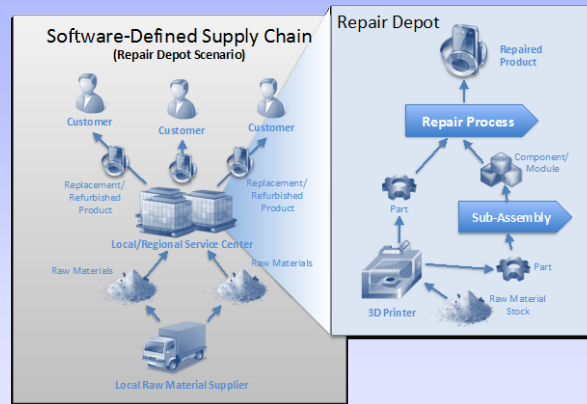 Software-Defined Supply Chain
(Repair Depot Scenario)
Customer
Customer
Customer
Replacement/
Refurbished
Product
Replacement/
Refurbished
Product
Local/Regional Service Center
Raw Materials
Raw Materials
Local Raw Material Supplier
Repair Depot
Repaired
Product
Repair Process
Component/
Module
Part
Sub-Assembly
Part
3D Printer
Raw Material
Stock